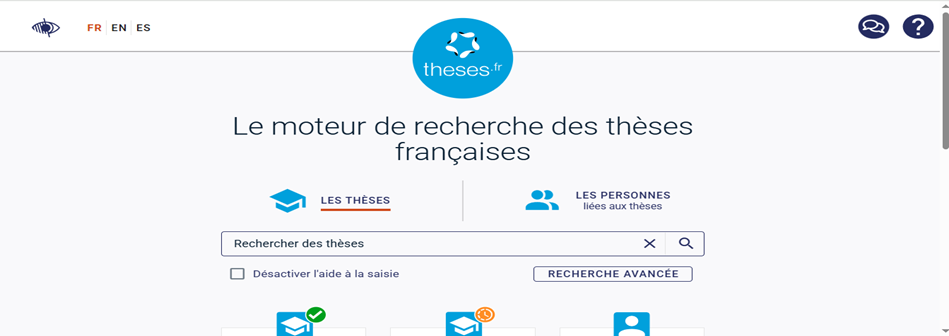 FR EN ES
theses.fr
Le moteur de recherche des thèses
françaises
LES THÈSES
LES PERSONNES
liées aux thèses
Rechercher des thèses
Désactiver l'aide à la saisie
RECHERCHE AVANCÉE